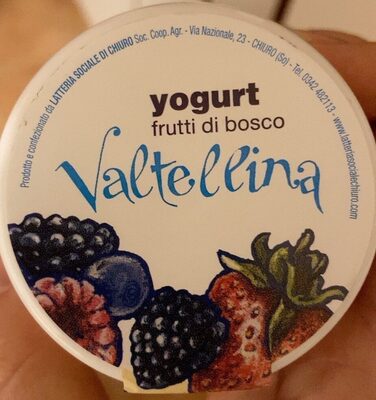 Prodotto e confezionato da LATTERIA SOCIALE DI CHIURO Soc. Coop. Agr. - Via Nazionale, 23 - CHIURO (So) - Tel. 0342 482113 - www.latteriasocialechiuro.com
yogurt
frutti di bosco
Valtellina